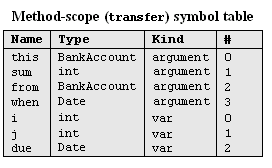 Method-scope (transfer) symbol table
Name Type Kind #
this BankAccount argument 0
sum int argument 1
from BankAccount argument 2
when Date argument 3
i int var 0
j int var 1
due Date var 2